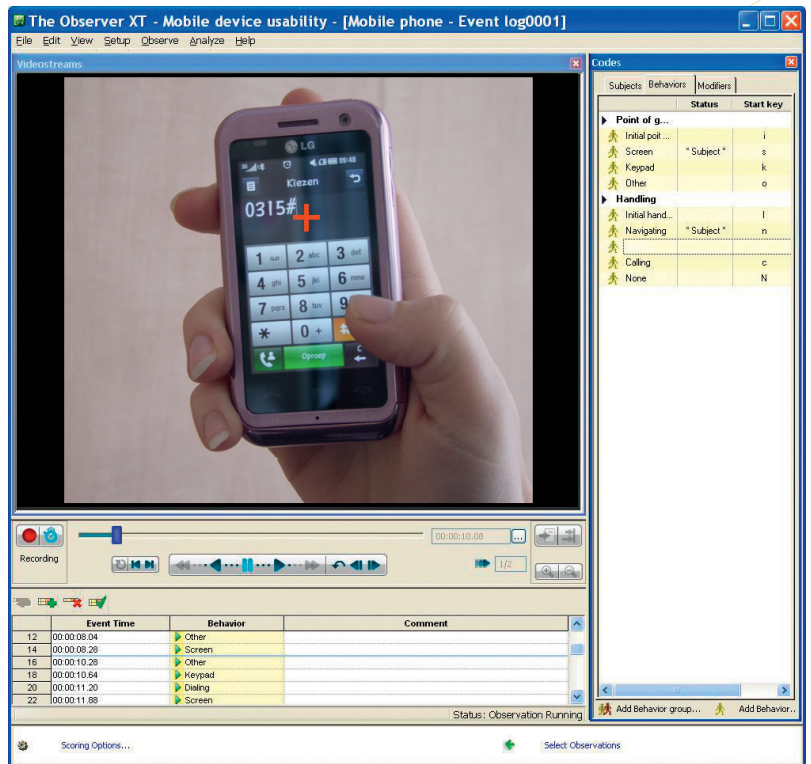 The Observer XT - Mobile device usability - [Mobile phone - Event log0001]
File Edit View Setup Observe Analyze Help
Videostreams
LG
09:48
Kiezen
0315#
1
2 abc 3 def
4 ghi 5 jkl 6 mno
7 pqrs 8 tuv 9
* 0 +
Oproep
00:00:10.08 ...
Recording
1/2
Event Time Behavior Comment
12 00:00:08.04 Other
14 00:00:08.28 Screen
16 00:00:10.28 Other
18 00:00:10.64 Keypad
20 00:00:11.20 Dialing
22 00:00:11.88 Screen
Status: Observation Running
Codes
Subjects Behaviors Modifiers
Status Start key
Point of g...
Initial poit ... i
Screen * Subject * s
Keypad k
Other o
Handling
Initial hand... I
Navigating * Subject * n
Calling c
None N
Add Behavior group... Add Behavior..
Scoring Options... Select Observations